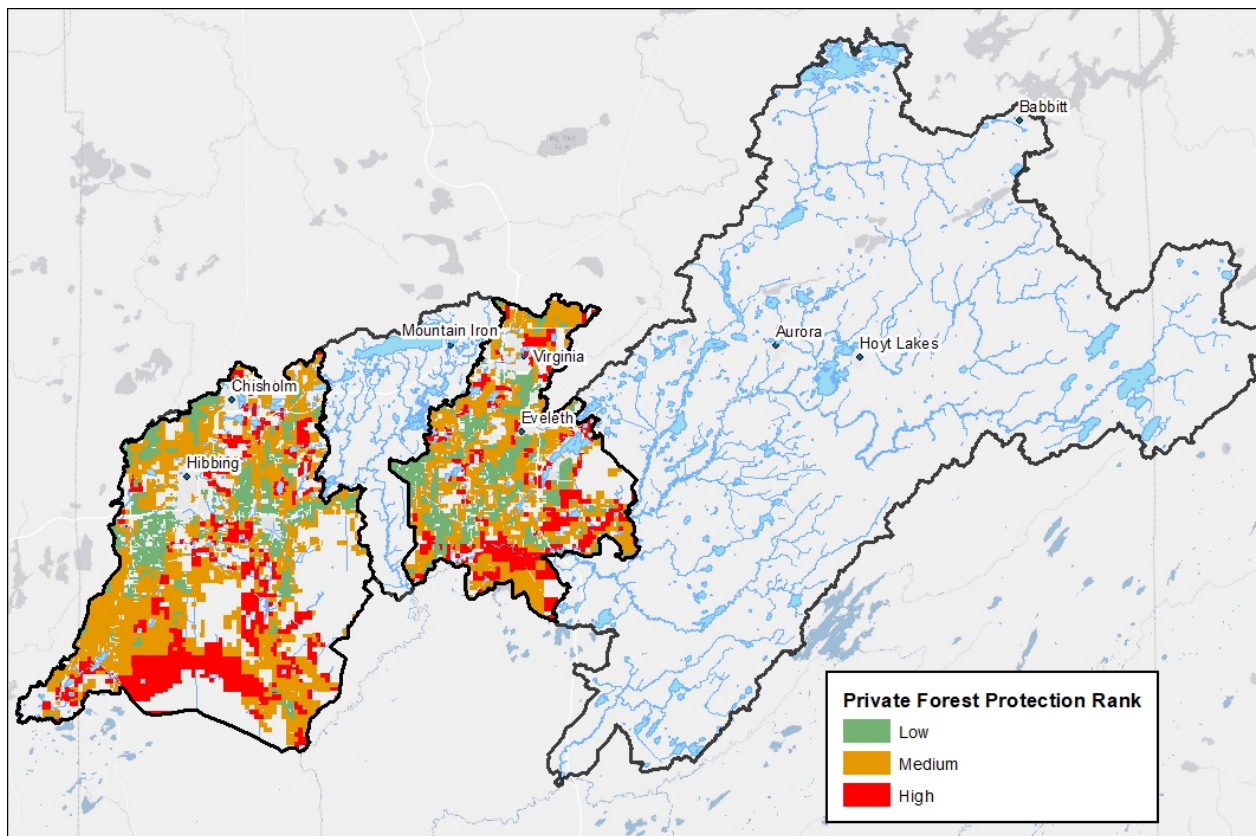 Babbitt
Mountain Iron
Virginia
Aurora
Hoyt Lakes
Chisholm
Eveleth
Hibbing
Private Forest Protection Rank
Low
Medium
High